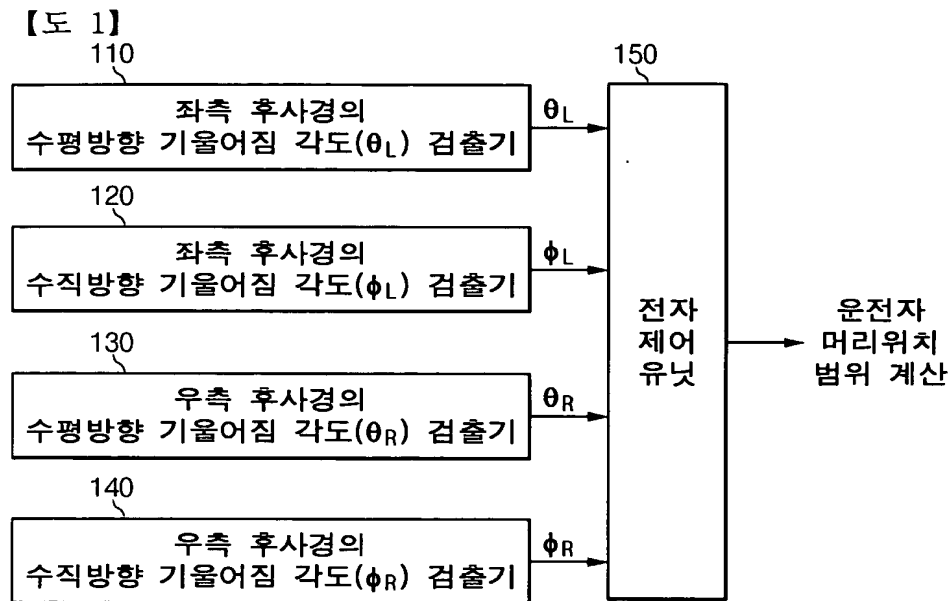 【도 1】
110
좌측 후사경의
수평방향 기울어짐 각도(θL) 검출기
θL
120
좌측 후사경의
수직방향 기울어짐 각도(ϕL) 검출기
ϕL
130
우측 후사경의
수평방향 기울어짐 각도(θR) 검출기
θR
140
우측 후사경의
수직방향 기울어짐 각도(ϕR) 검출기
ϕR
150
전자
제어
유닛
운전자
머리위치
범위 계산